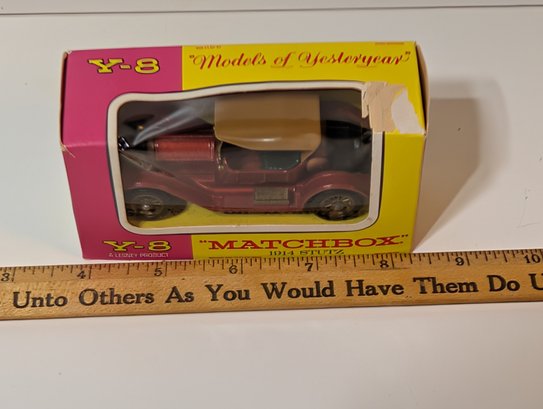 Y-8
"Models of Yesteryear"
Y-8
"MATCHBOX"
A LESNEY PRODUCT
1914 STUTZ
3 4 5 6 7 8 9 10
Unto Others As You Would Have Them Do U